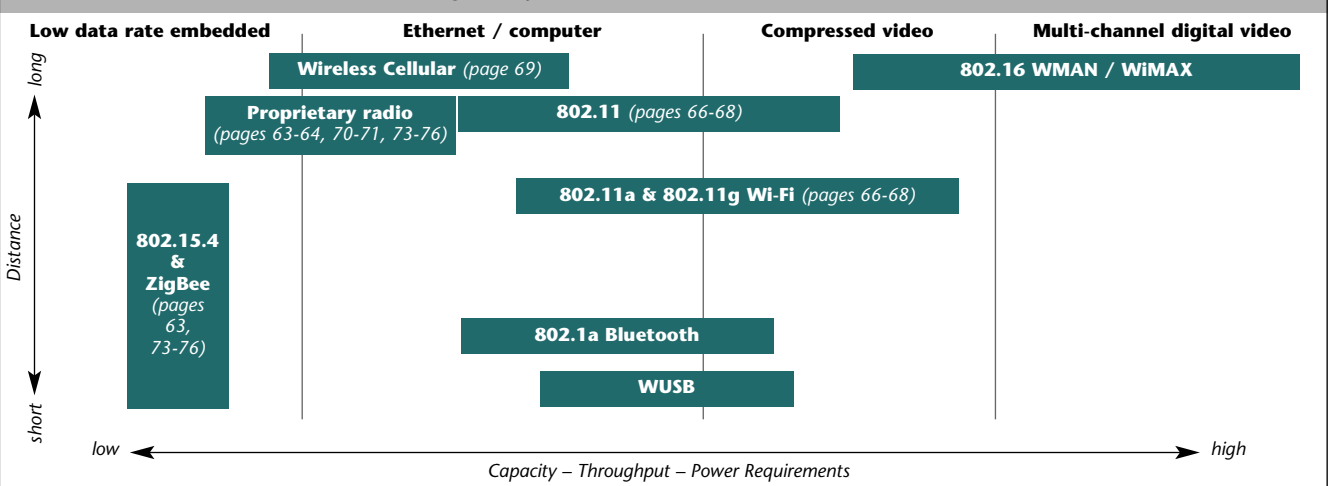 Low data rate embedded
Ethernet / computer
Compressed video
Multi-channel digital video
long
Wireless Cellular (page 69)
802.16 WMAN / WiMAX
Proprietary radio
(pages 63-64, 70-71, 73-76)
802.11 (pages 66-68)
802.11a & 802.11g Wi-Fi (pages 66-68)
Distance
802.15.4
&
ZigBee
(pages
63,
73-76)
802.1a Bluetooth
WUSB
short
low
high
Capacity – Throughput – Power Requirements